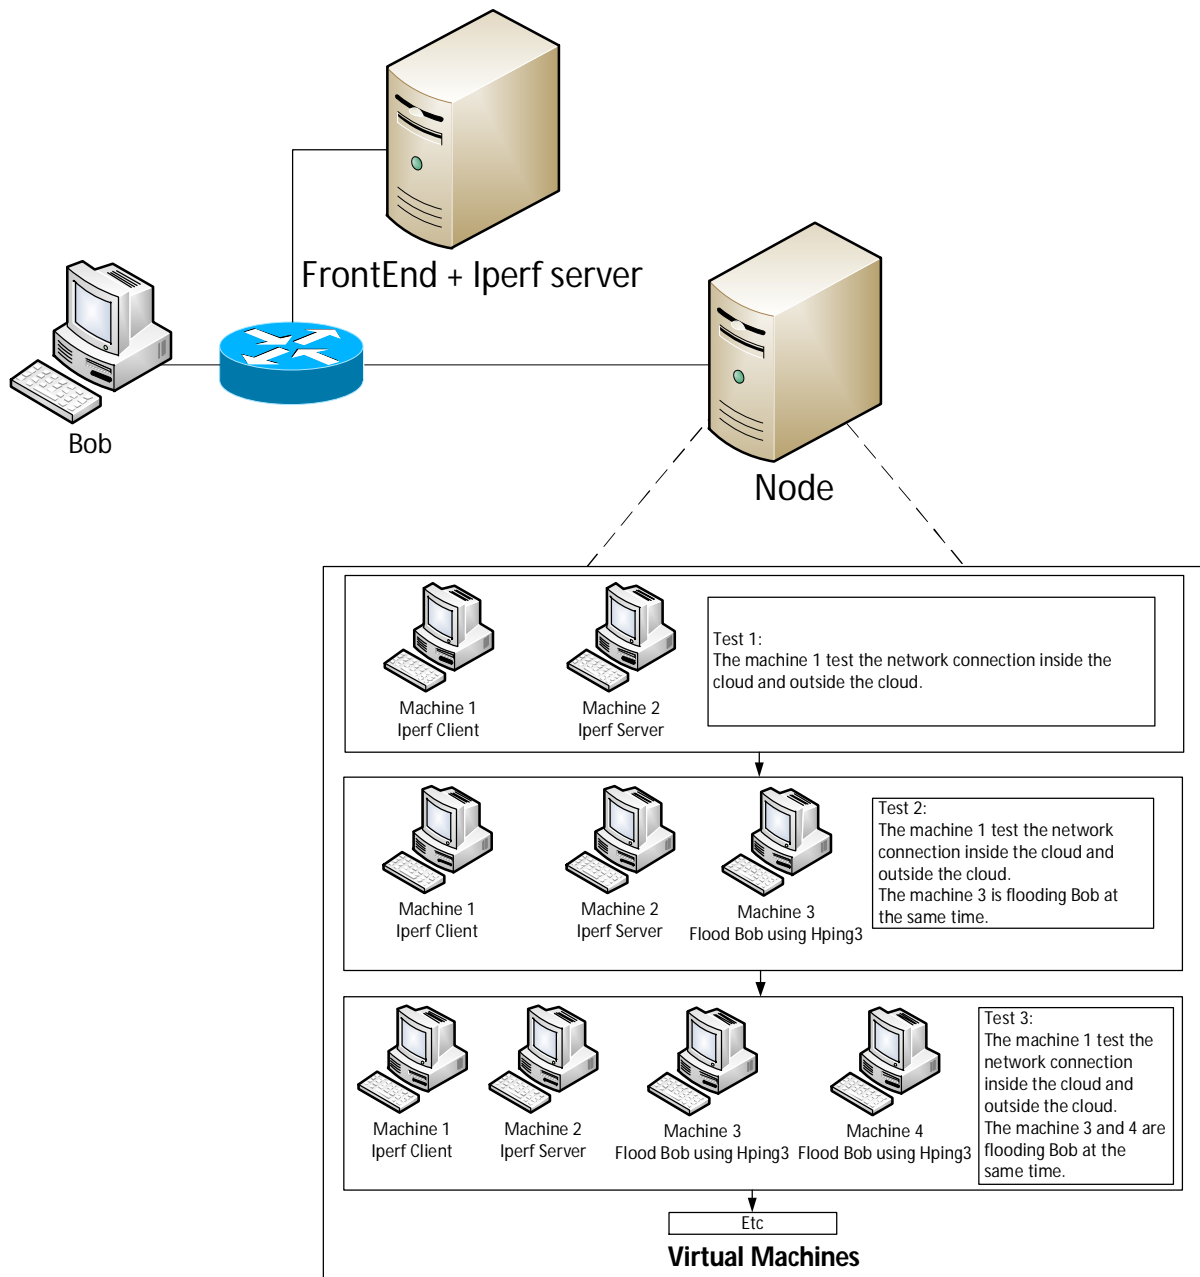 FrontEnd + Iperf server
Bob
Node
Machine 1
Iperf Client
Machine 2
Iperf Server
Test 1:
The machine 1 test the network connection inside the
cloud and outside the cloud.
Machine 1
Iperf Client
Machine 2
Iperf Server
Machine 3
Flood Bob using Hping3
Test 2:
The machine 1 test the network
connection inside the cloud and
outside the cloud.
The machine 3 is flooding Bob at
the same time.
Machine 1
Iperf Client
Machine 2
Iperf Server
Machine 3
Flood Bob using Hping3
Machine 4
Flood Bob using Hping3
Test 3:
The machine 1 test the
network connection
inside the cloud and
outside the cloud.
The machine 3 and 4 are
flooding Bob at the
same time.
Etc
Virtual Machines